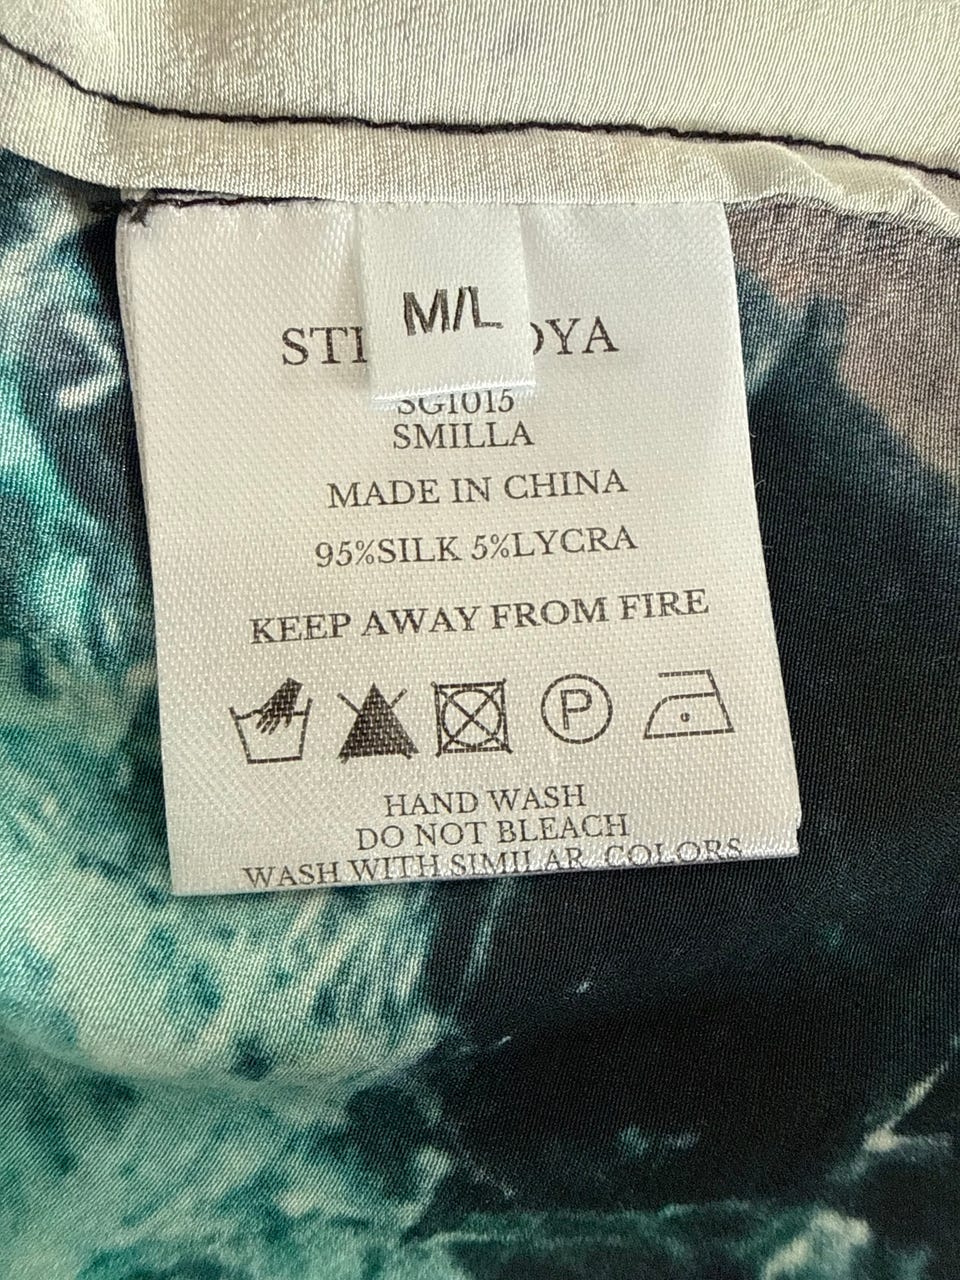 M/L
SG1015
SMILLA
MADE IN CHINA
95%SILK 5%LYCRA
KEEP AWAY FROM FIRE
P
HAND WASH
DO NOT BLEACH
WASH WITH SIMILAR COLORS